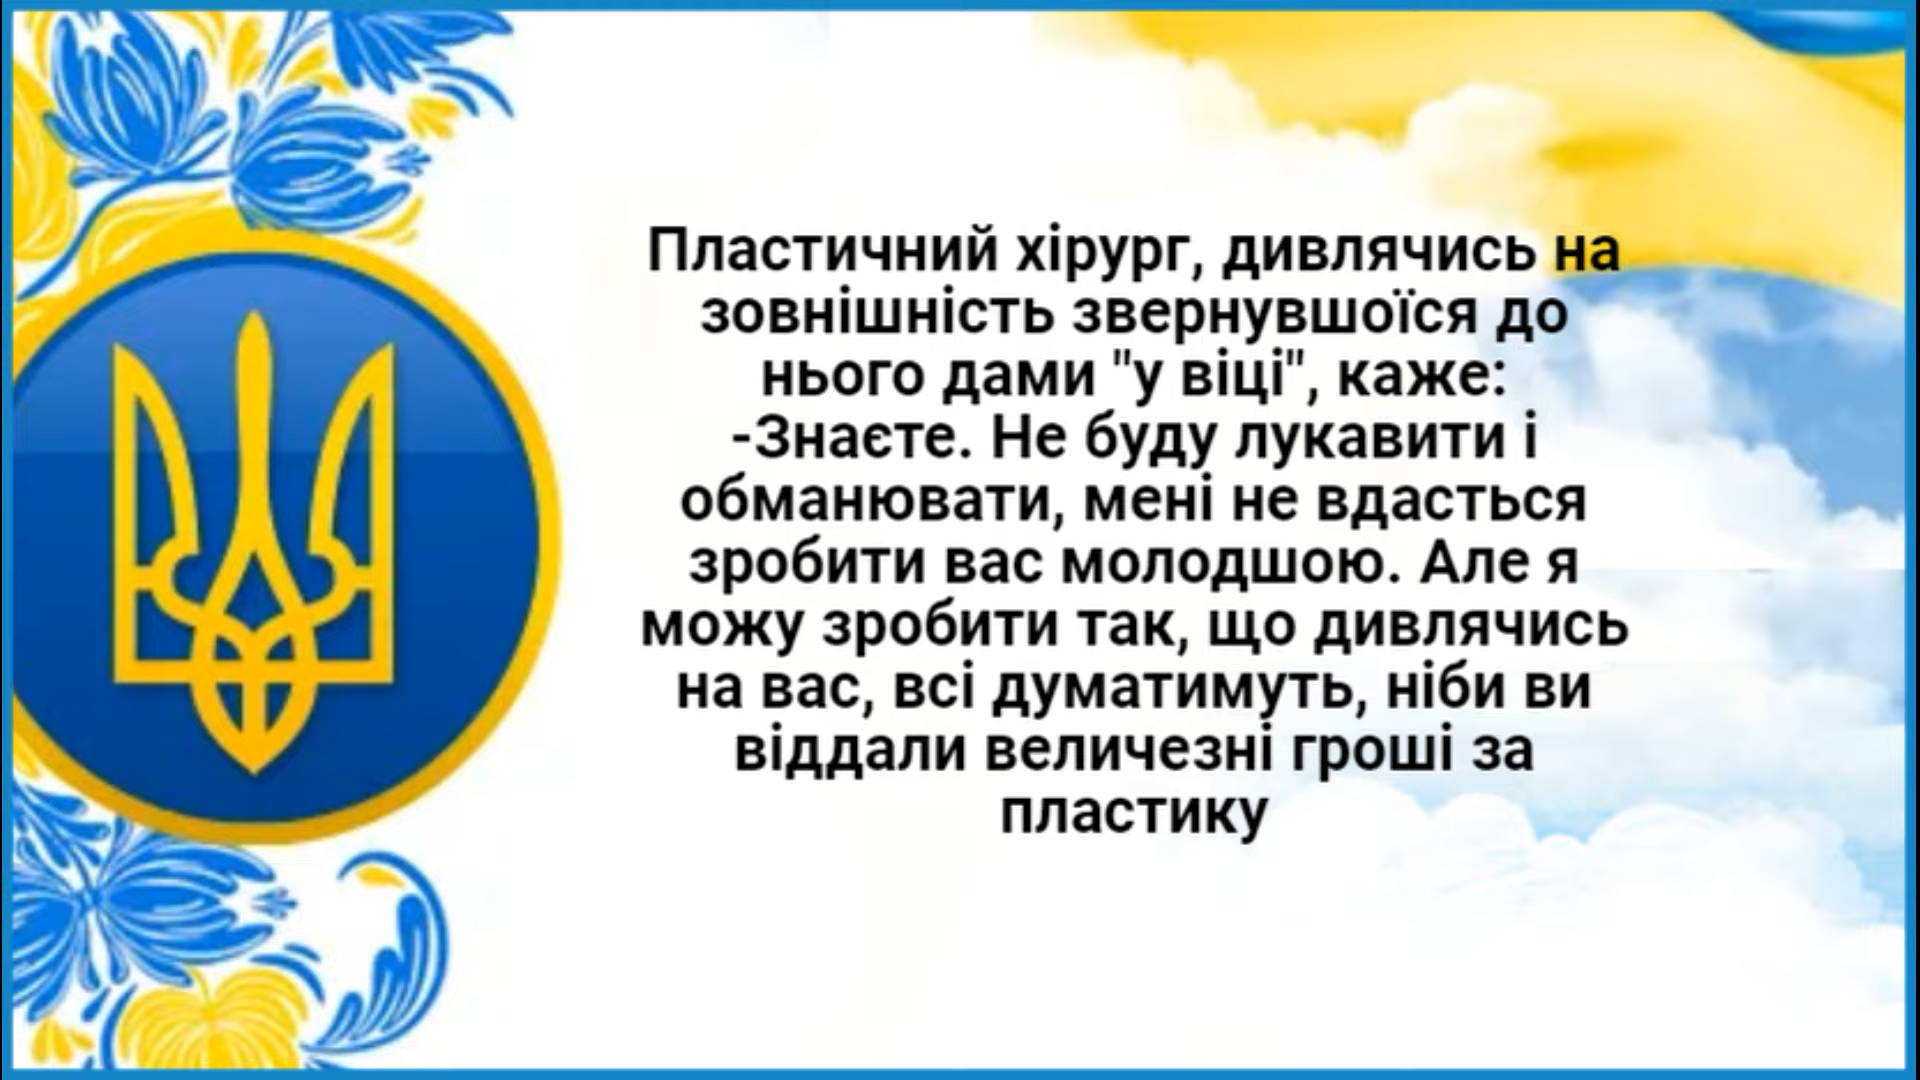 Пластичний хірург, дивлячись на
зовнішність звернувшоїся до
нього дами "у віці", каже:
-Знаєте. Не буду лукавити і
обманювати, мені не вдасться
зробити вас молодшою. Але я
можу зробити так, що дивлячись
на вас, всі думатимуть, ніби ви
віддали величезні гроші за
пластику